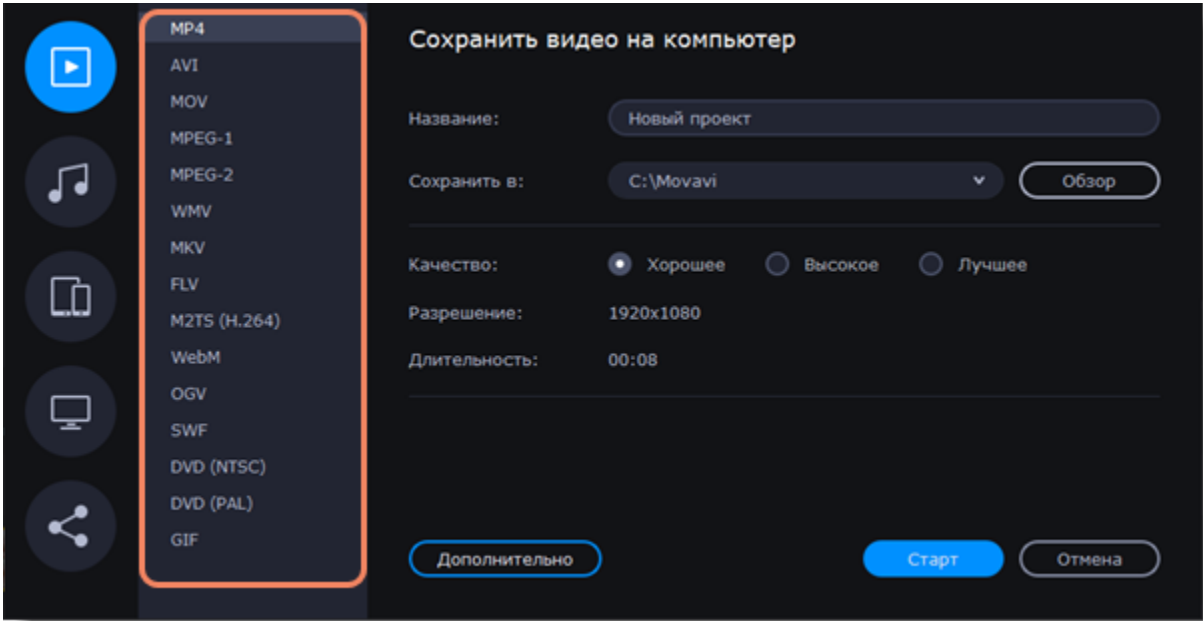 MP4
AVI
MOV
MPEG-1
MPEG-2
WMV
MKV
FLV
M2TS (H.264)
WebM
OGV
SWF
DVD (NTSC)
DVD (PAL)
GIF
Сохранить видео на компьютер
Название: Новый проект
Сохранить в: C:\Movavi Обзор
Качество: Хорошее Высокое Лучшее
Разрешение: 1920x1080
Длительность: 00:08
Дополнительно Старт Отмена